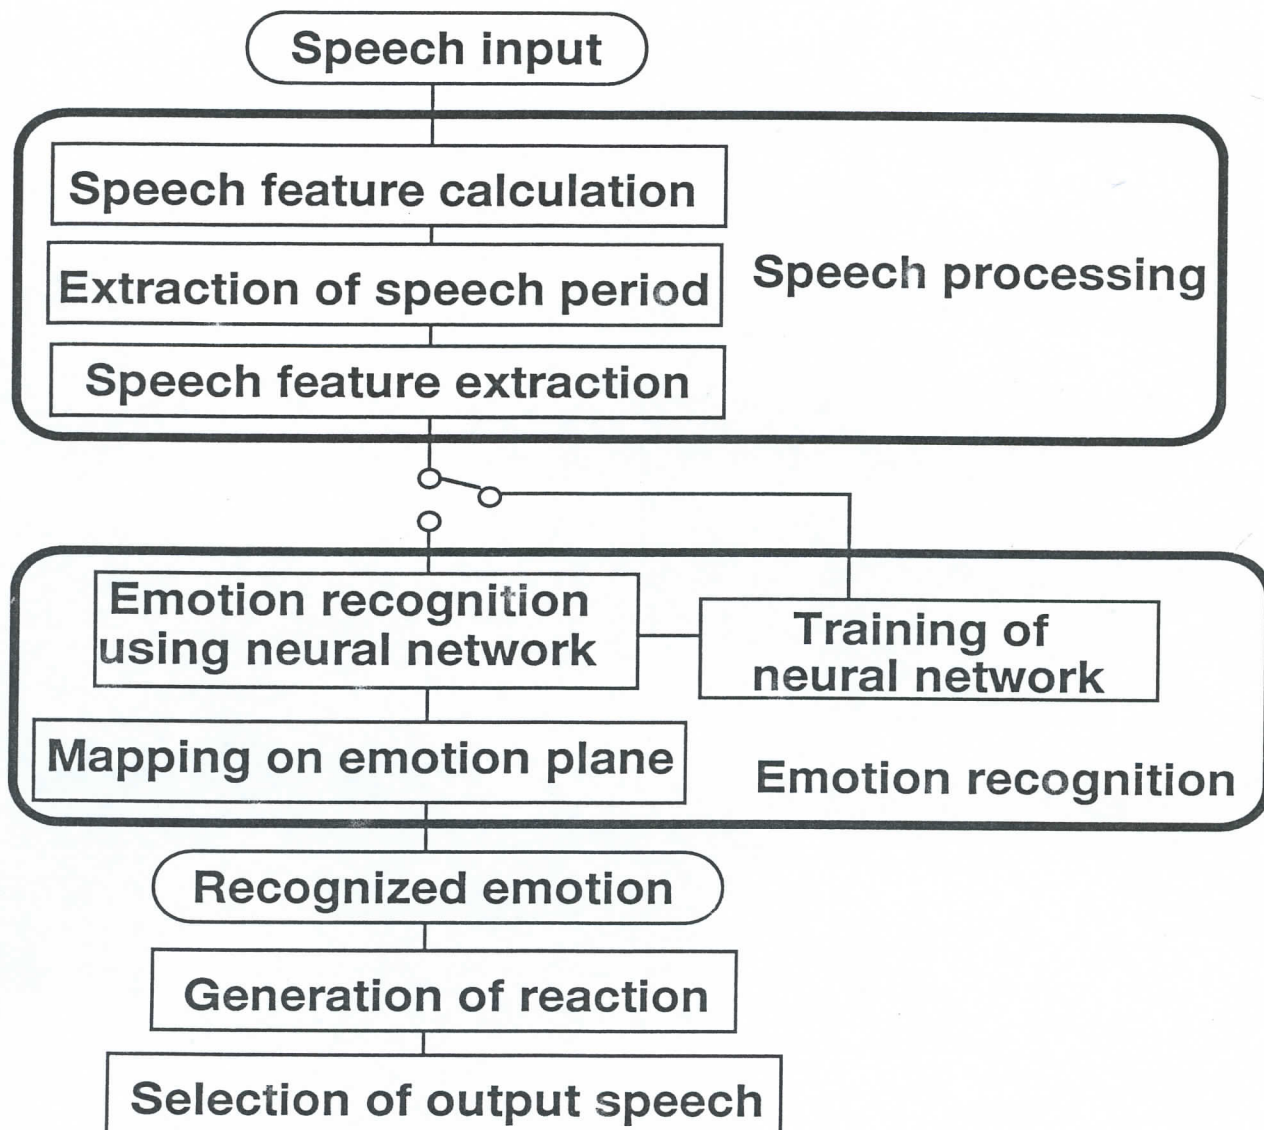 Speech input
Speech feature calculation
Extraction of speech period
Speech processing
Speech feature extraction
Emotion recognition
using neural network
Training of
neural network
Mapping on emotion plane
Emotion recognition
Recognized emotion
Generation of reaction
Selection of output speech